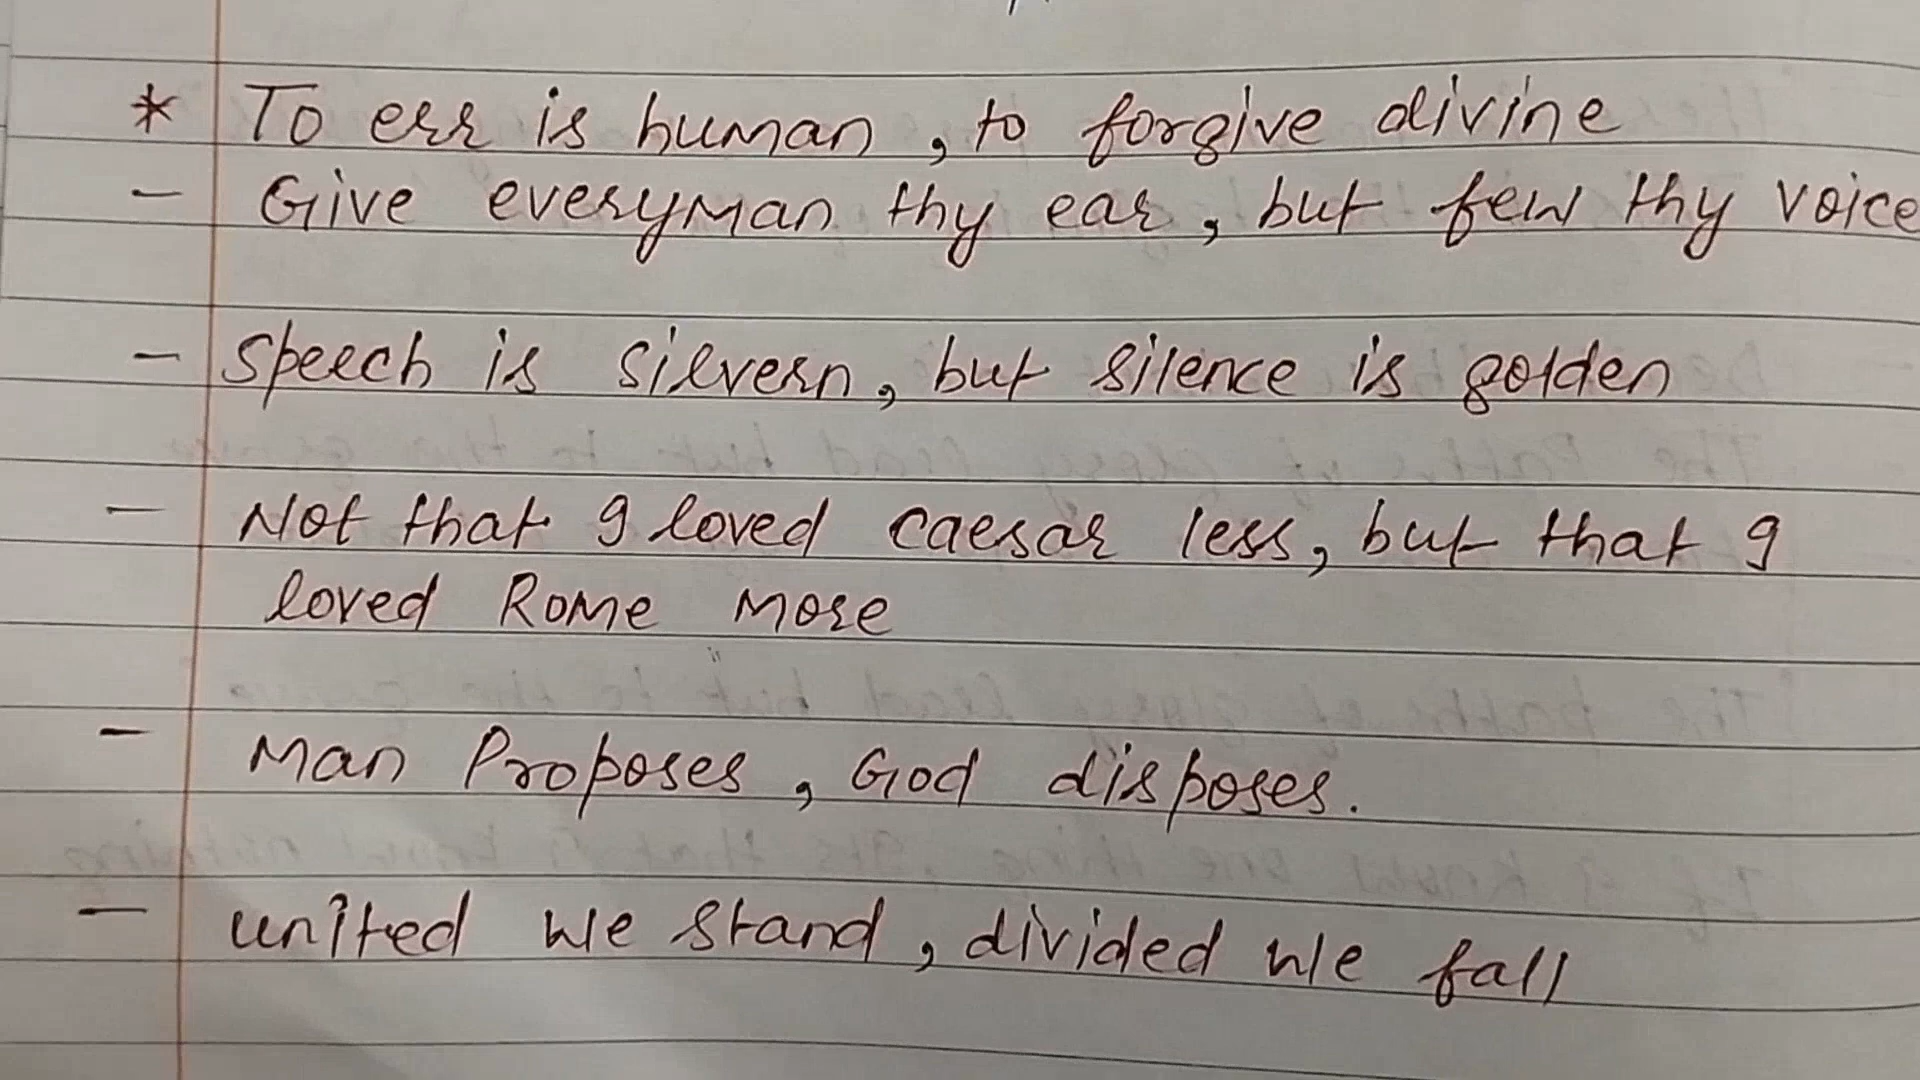 * To err is human, to forgive divine
- Give everyman thy ear, but few thy voice
- Speech is silvern, but silence is golden
- Not that I loved caesar less, but that I
loved Rome more
- Man Proposes, God disposes.
- united we stand, divided we fall